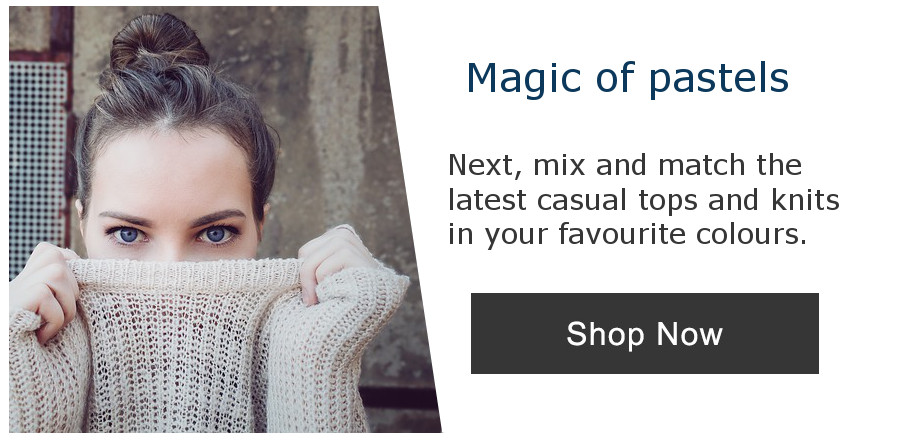 Magic of pastels
Next, mix and match the
latest casual tops and knits
in your favourite colours.
Shop Now